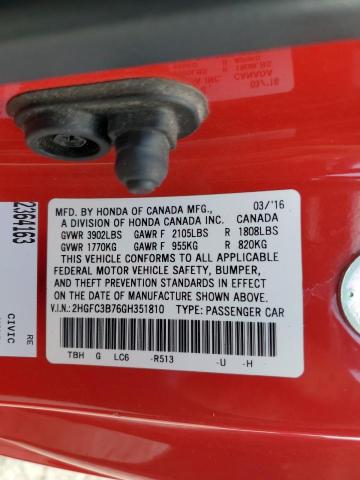 MFD. BY HONDA OF CANADA MFG., 03/'16
A DIVISION OF HONDA CANADA INC. CANADA
GVWR 3902LBS GAWR F 2105LBS R 1808LBS
GVWR 1770KG GAWR F 955KG R 820KG
THIS VEHICLE CONFORMS TO ALL APPLICABLE
FEDERAL MOTOR VEHICLE SAFETY, BUMPER,
AND THEFT PREVENTION STANDARDS IN EFFECT
ON THE DATE OF MANUFACTURE SHOWN ABOVE.
V.I.N.: 2HGFC3B76GH351810 TYPE: PASSENGER CAR
TBH G LC6 -R513 -U -H
23641163
CIVIC
RE